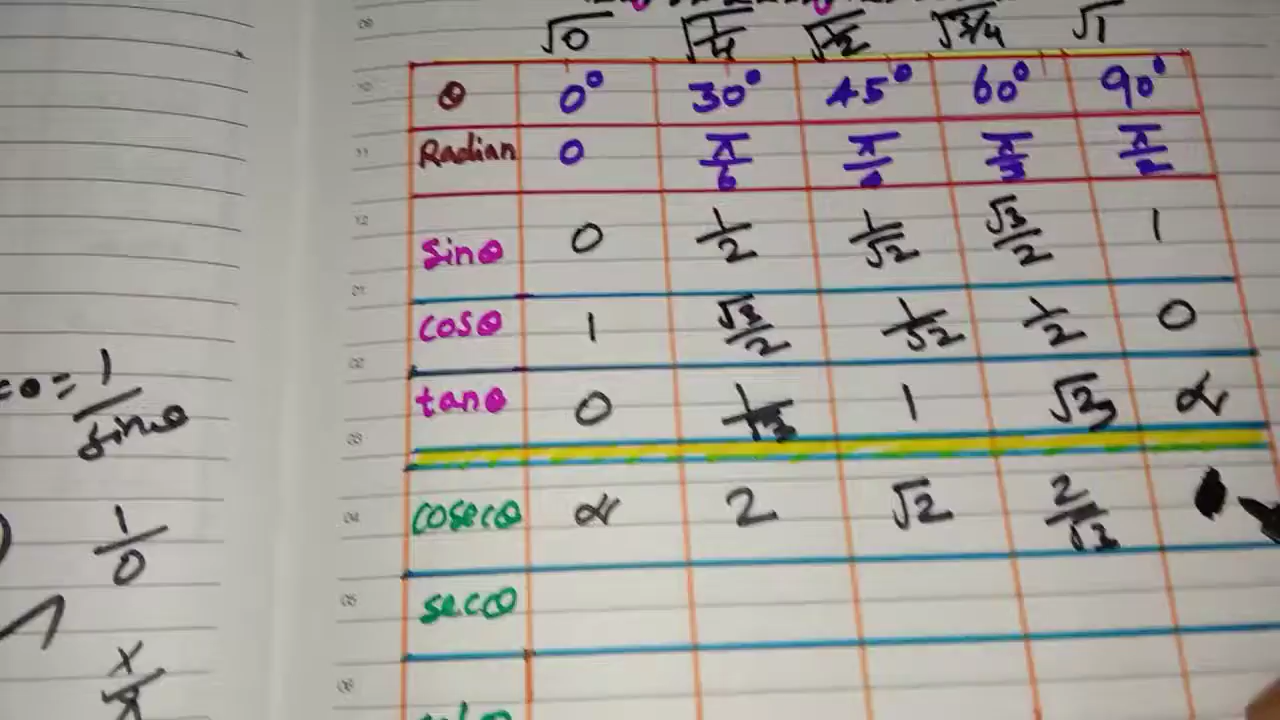 √0 √1/4 √1/2 √3/4 √1
θ 0° 30° 45° 60° 90°
Radian 0 π/6 π/4 π/3 π/2
sinθ 0 1/2 1/√2 √3/2 1
cosθ 1 √3/2 1/√2 1/2 0
tanθ 0 1/√3 1 √3 α
cosecθ α 2 √2 2/√3
secθ
cθ = 1/sinθ
1/0